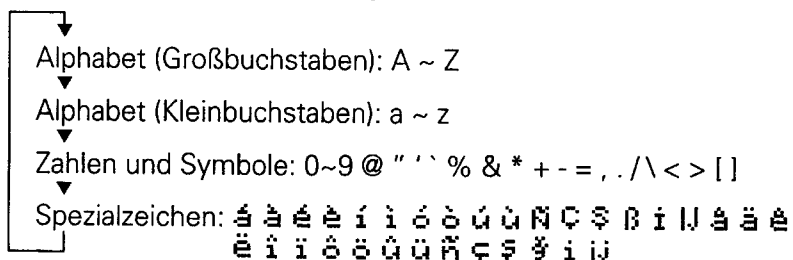 Alphabet (Großbuchstaben): A ~ Z
Alphabet (Kleinbuchstaben): a ~ z
Zahlen und Symbole: 0~9 @ " ' ` % & * + - = , . / \ < > [ ]
Spezialzeichen: á à é è í ì ó ò ú ù Ñ Ç Ş ß İ Ĳ â ä ê
ë î ï ô ö û ü ñ ç ş ğ ı ĳ